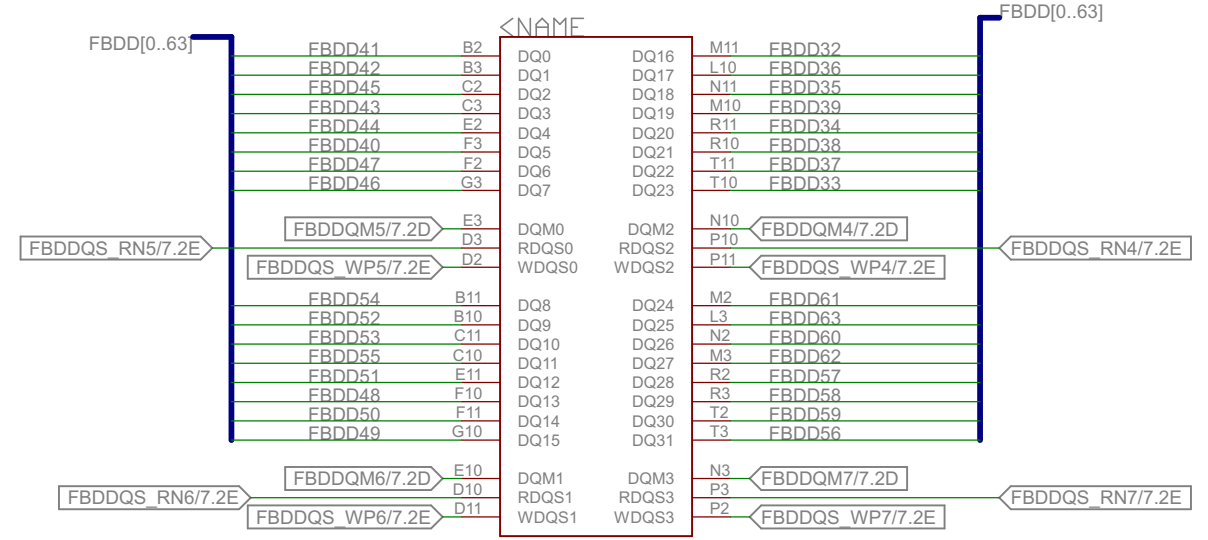 <NAME
FBDD[0..63]
FBDD[0..63]
FBDD41 B2 DQ0 DQ16 M11 FBDD32
FBDD42 B3 DQ1 DQ17 L10 FBDD36
FBDD45 C2 DQ2 DQ18 N11 FBDD35
FBDD43 C3 DQ3 DQ19 M10 FBDD39
FBDD44 E2 DQ4 DQ20 R11 FBDD34
FBDD40 F3 DQ5 DQ21 R10 FBDD38
FBDD47 F2 DQ6 DQ22 T11 FBDD37
FBDD46 G3 DQ7 DQ23 T10 FBDD33
FBDDQM5/7.2D E3 DQM0 DQM2 N10 FBDDQM4/7.2D
FBDDQS_RN5/7.2E D3 RDQS0 RDQS2 P10 FBDDQS_RN4/7.2E
FBDDQS_WP5/7.2E D2 WDQS0 WDQS2 P11 FBDDQS_WP4/7.2E
FBDD54 B11 DQ8 DQ24 M2 FBDD61
FBDD52 B10 DQ9 DQ25 L3 FBDD63
FBDD53 C11 DQ10 DQ26 N2 FBDD60
FBDD55 C10 DQ11 DQ27 M3 FBDD62
FBDD51 E11 DQ12 DQ28 R2 FBDD57
FBDD48 F10 DQ13 DQ29 R3 FBDD58
FBDD50 F11 DQ14 DQ30 T2 FBDD59
FBDD49 G10 DQ15 DQ31 T3 FBDD56
FBDDQM6/7.2D E10 DQM1 DQM3 N3 FBDDQM7/7.2D
FBDDQS_RN6/7.2E D10 RDQS1 RDQS3 P3 FBDDQS_RN7/7.2E
FBDDQS_WP6/7.2E D11 WDQS1 WDQS3 P2 FBDDQS_WP7/7.2E